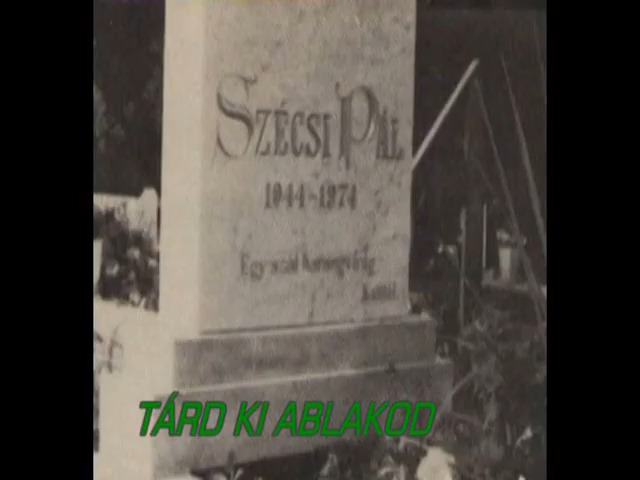 SZÉCSI PÁL
1944-1974
Egy szál harangvirág
TÁRD KI ABLAKOD